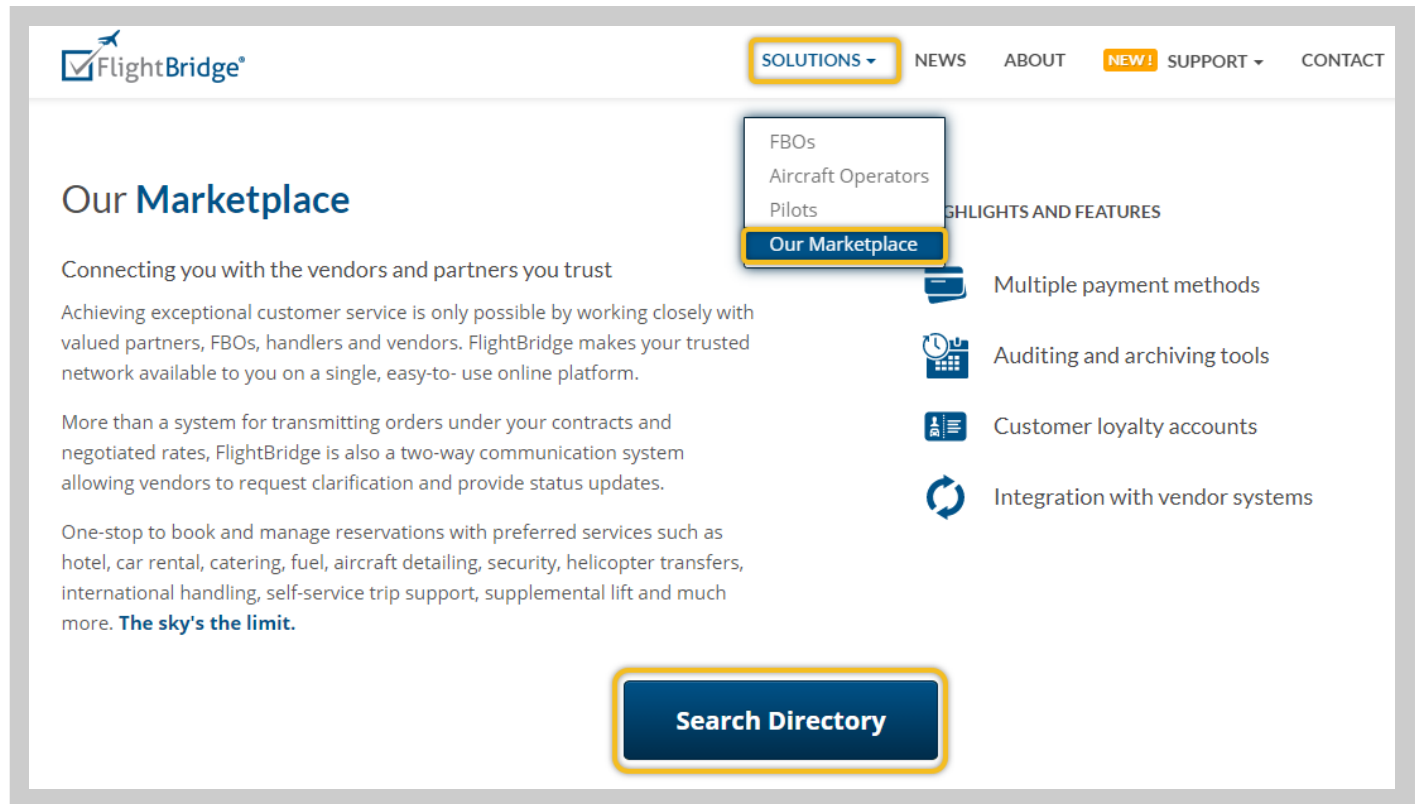 FlightBridge®
SOLUTIONS NEWS ABOUT NEW! SUPPORT CONTACT
FBOs
Aircraft Operators
Pilots
Our Marketplace
Our Marketplace
Connecting you with the vendors and partners you trust
Achieving exceptional customer service is only possible by working closely with
valued partners, FBOs, handlers and vendors. FlightBridge makes your trusted
network available to you on a single, easy-to- use online platform.
More than a system for transmitting orders under your contracts and
negotiated rates, FlightBridge is also a two-way communication system
allowing vendors to request clarification and provide status updates.
One-stop to book and manage reservations with preferred services such as
hotel, car rental, catering, fuel, aircraft detailing, security, helicopter transfers,
international handling, self-service trip support, supplemental lift and much
more. The sky's the limit.
GHLIGHTS AND FEATURES
Multiple payment methods
Auditing and archiving tools
Customer loyalty accounts
Integration with vendor systems
Search Directory